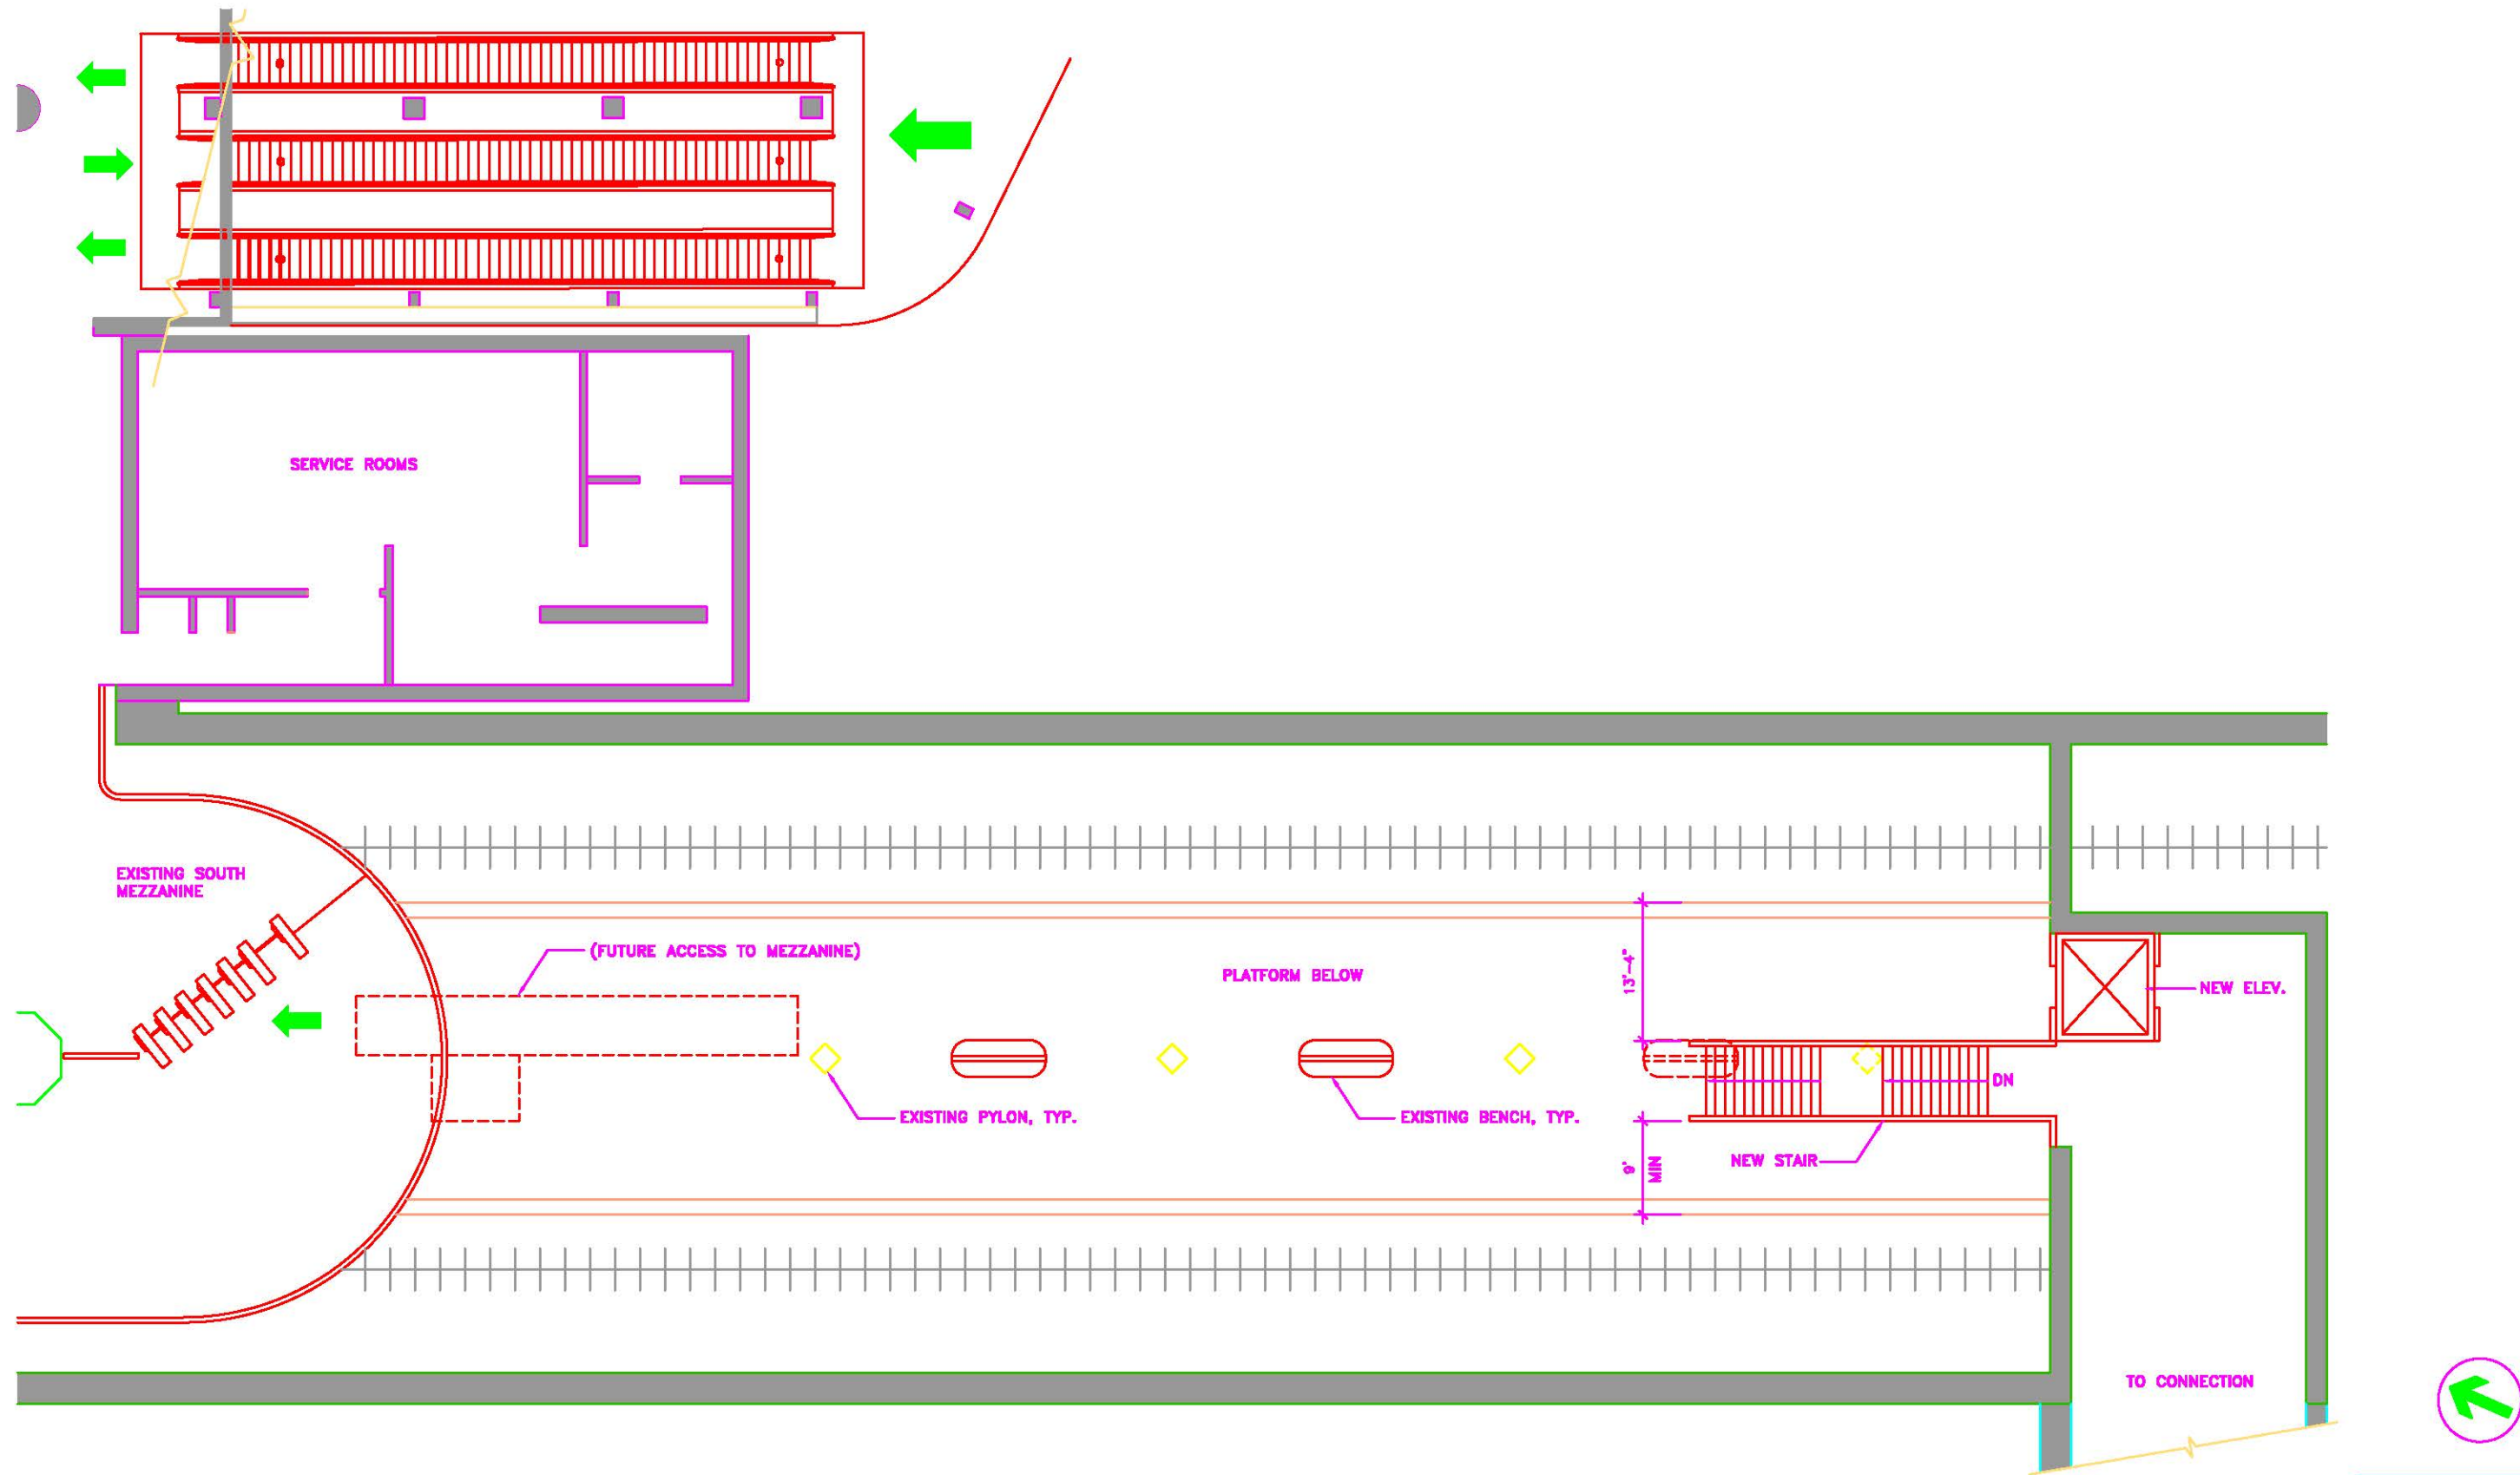 SERVICE ROOMS
EXISTING SOUTH
MEZZANINE
(FUTURE ACCESS TO MEZZANINE)
PLATFORM BELOW
13'-4"
NEW ELEV.
DN
EXISTING PYLON, TYP.
EXISTING BENCH, TYP.
9'
MIN
NEW STAIR
TO CONNECTION